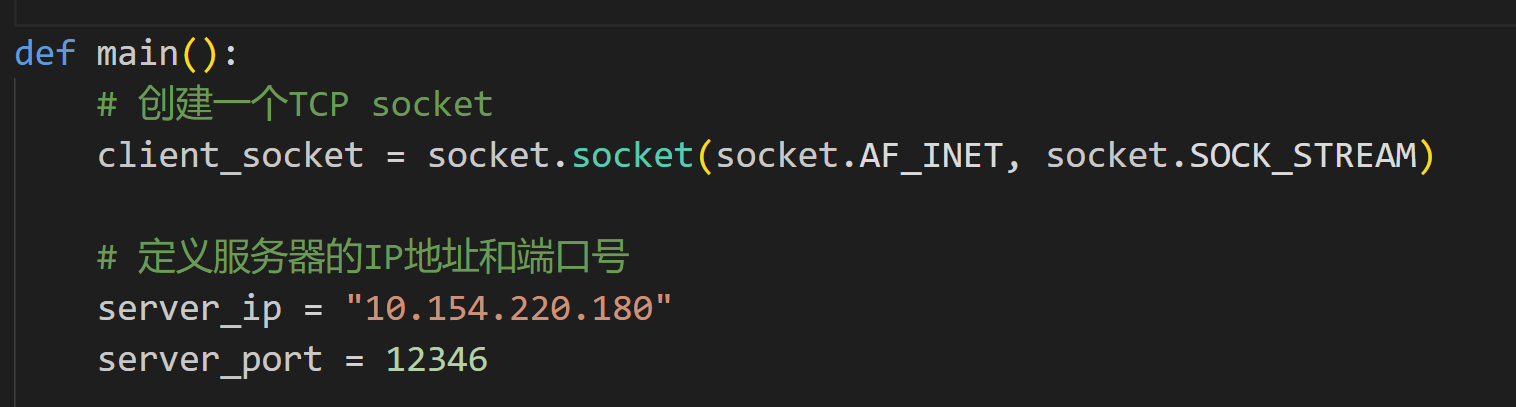 def main():
# 创建一个TCP socket
client_socket = socket.socket(socket.AF_INET, socket.SOCK_STREAM)
# 定义服务器的IP地址和端口号
server_ip = "10.154.220.180"
server_port = 12346